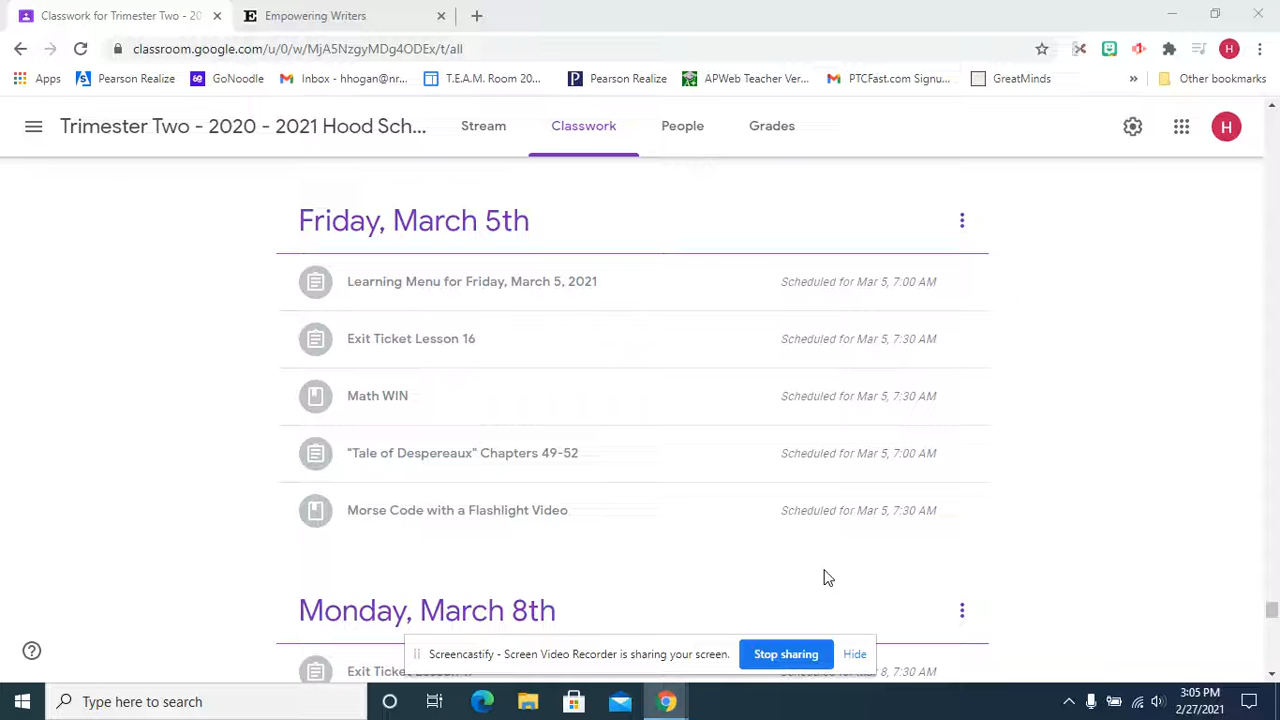 Classwork for Trimester Two - 20
Empowering Writers
classroom.google.com/u/0/w/MjA5NzgyMDg4ODEx/t/all
H
Apps
Pearson Realize
GoNoodle
Inbox - hhogan@nr...
T.E.A.M. Room 20...
Pearson Realize
APWeb Teacher Ver...
PTCFast.com Signu...
GreatMinds
Other bookmarks
Trimester Two - 2020 - 2021 Hood Sch...
Stream
Classwork
People
Grades
H
Friday, March 5th
Learning Menu for Friday, March 5, 2021
Scheduled for Mar 5, 7:00 AM
Exit Ticket Lesson 16
Scheduled for Mar 5, 7:30 AM
Math WIN
Scheduled for Mar 5, 7:30 AM
"Tale of Despereaux" Chapters 49-52
Scheduled for Mar 5, 7:00 AM
Morse Code with a Flashlight Video
Scheduled for Mar 5, 7:30 AM
Monday, March 8th
Screencastify - Screen Video Recorder is sharing your screen.
Stop sharing
Hide
Exit Ticket
8, 7:30 AM
Type here to search
3:05 PM
2/27/2021